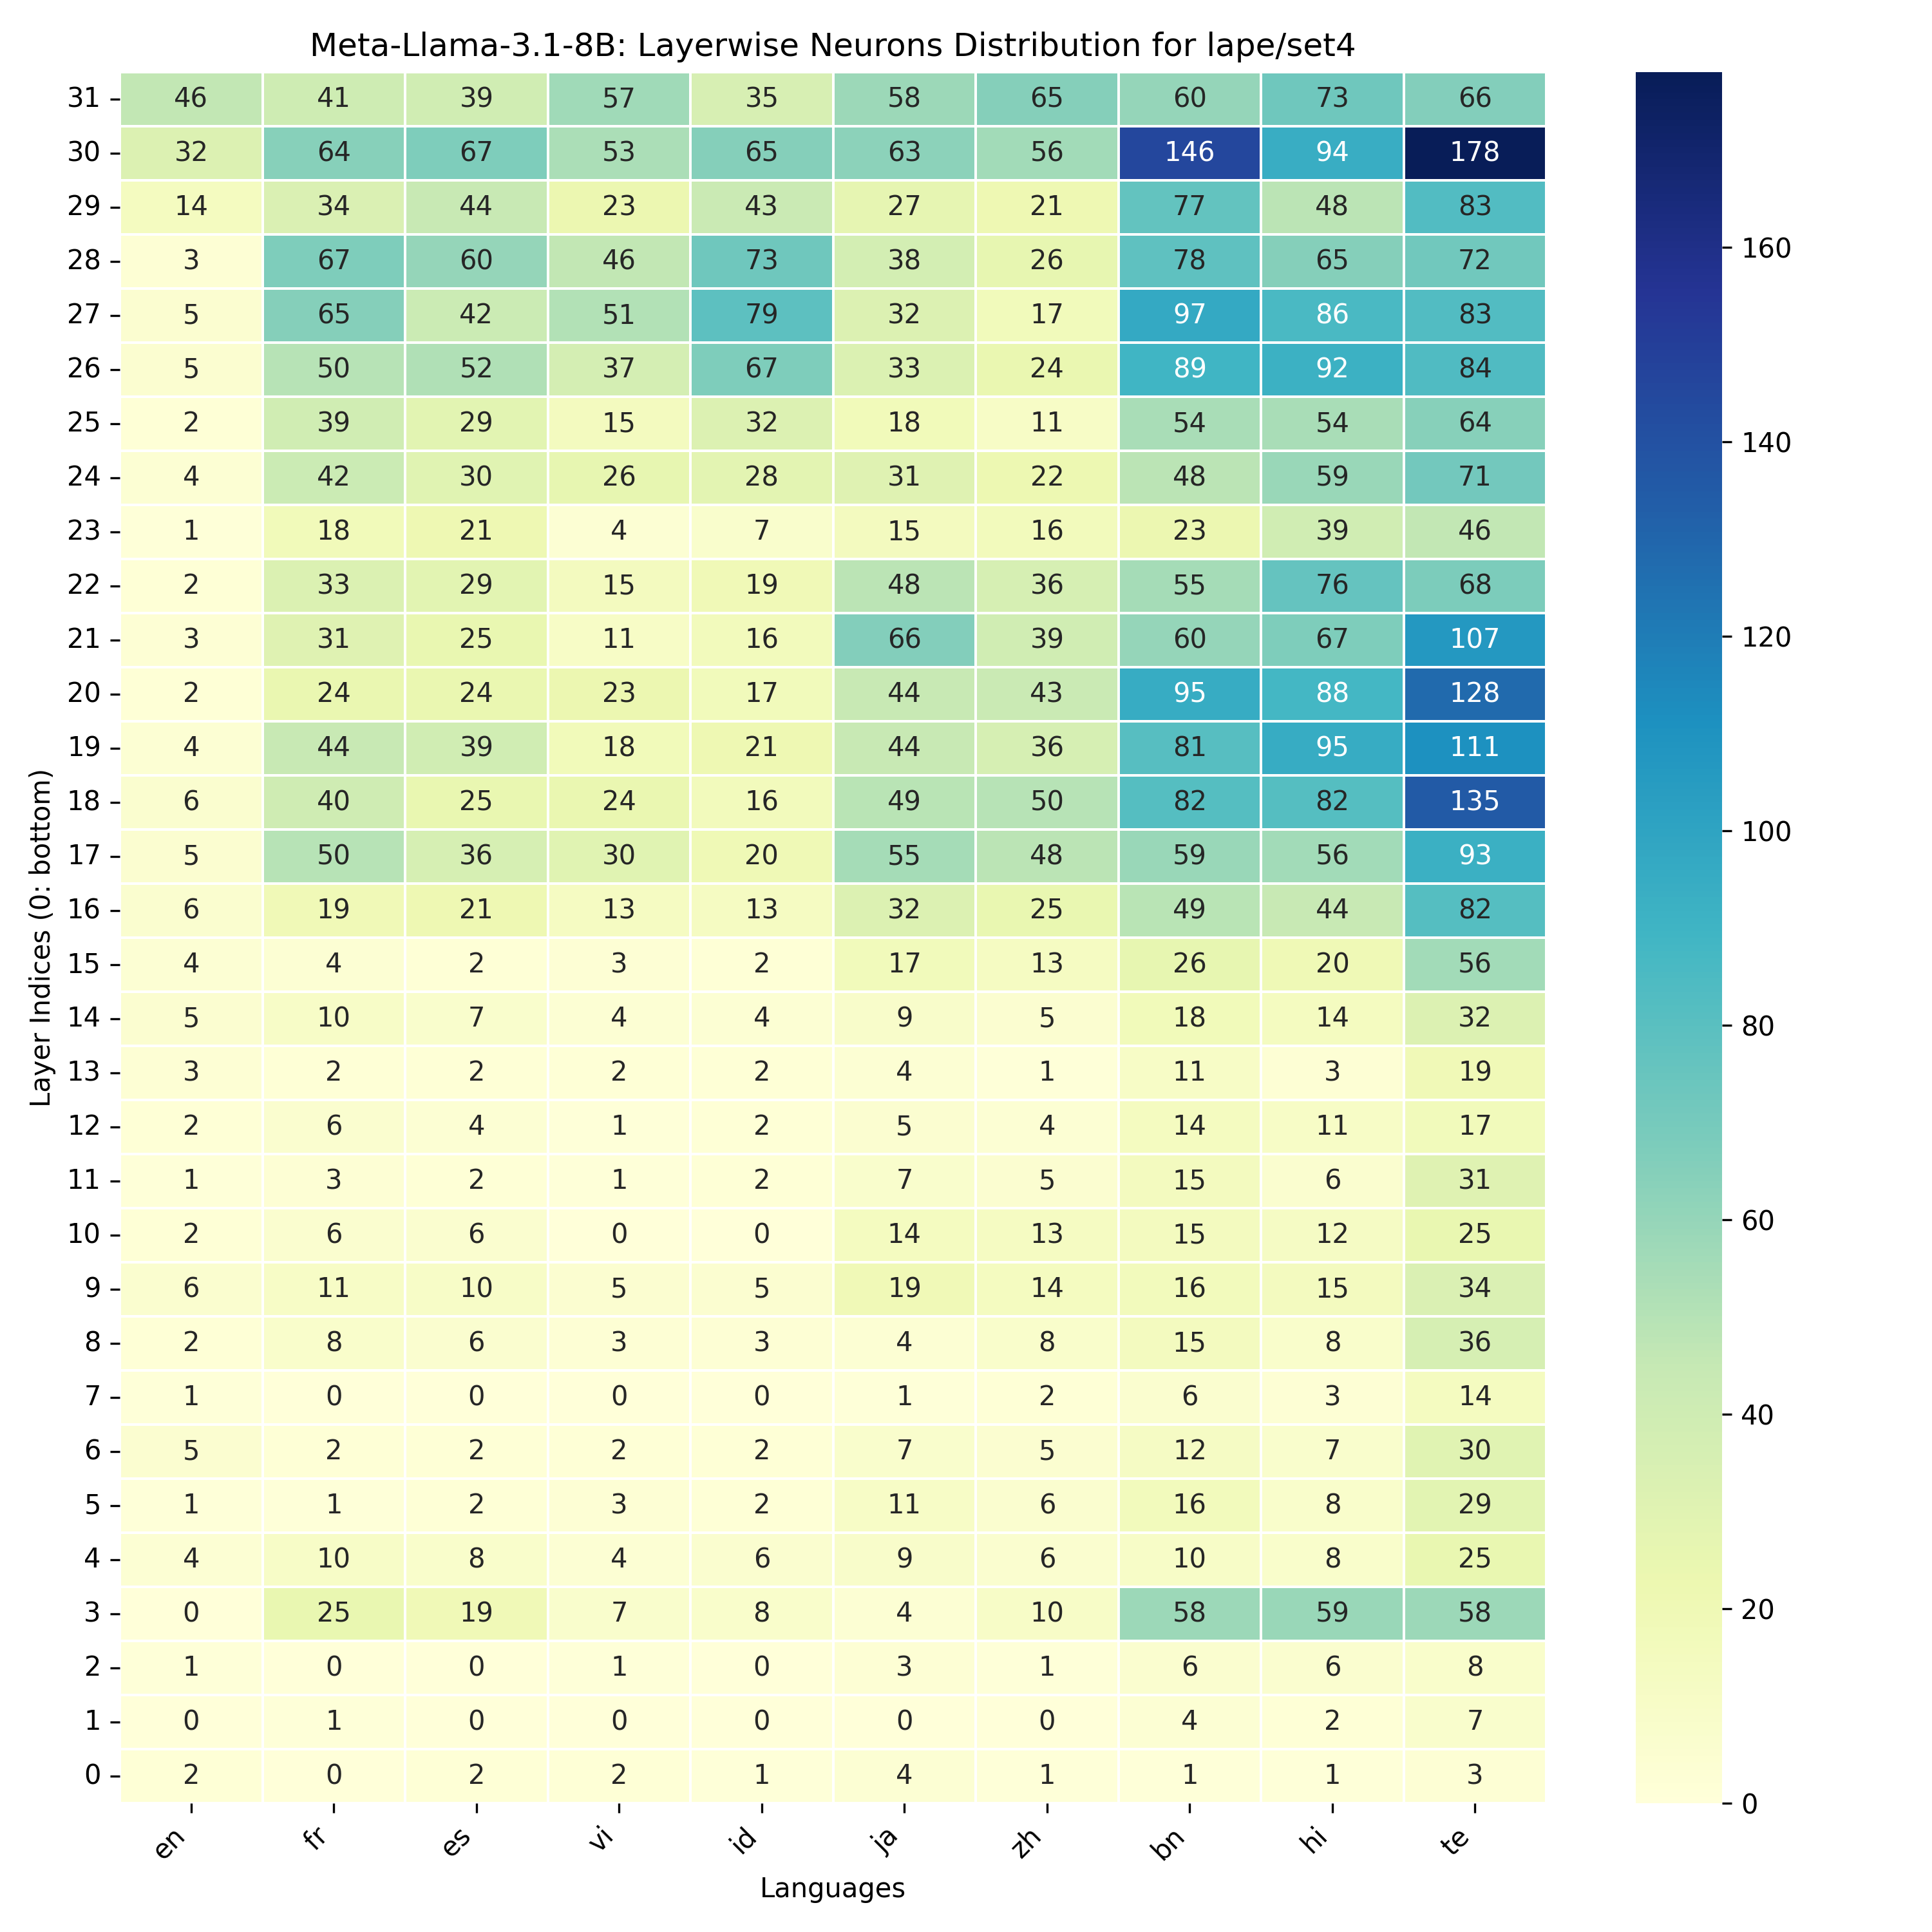 Meta-Llama-3.1-8B: Layerwise Neurons Distribution for lape/set4
31 46 41 39 57 35 58 65 60 73 66
30 32 64 67 53 65 63 56 146 94 178
29 14 34 44 23 43 27 21 77 48 83
28 3 67 60 46 73 38 26 78 65 72
27 5 65 42 51 79 32 17 97 86 83
26 5 50 52 37 67 33 24 89 92 84
25 2 39 29 15 32 18 11 54 54 64
24 4 42 30 26 28 31 22 48 59 71
23 1 18 21 4 7 15 16 23 39 46
22 2 33 29 15 19 48 36 55 76 68
21 3 31 25 11 16 66 39 60 67 107
20 2 24 24 23 17 44 43 95 88 128
19 4 44 39 18 21 44 36 81 95 111
18 6 40 25 24 16 49 50 82 82 135
17 5 50 36 30 20 55 48 59 56 93
16 6 19 21 13 13 32 25 49 44 82
15 4 4 2 3 2 17 13 26 20 56
14 5 10 7 4 4 9 5 18 14 32
13 3 2 2 2 2 4 1 11 3 19
12 2 6 4 1 2 5 4 14 11 17
11 1 3 2 1 2 7 5 15 6 31
10 2 6 6 0 0 14 13 15 12 25
9 6 11 10 5 5 19 14 16 15 34
8 2 8 6 3 3 4 8 15 8 36
7 1 0 0 0 0 1 2 6 3 14
6 5 2 2 2 2 7 5 12 7 30
5 1 1 2 3 2 11 6 16 8 29
4 4 10 8 4 6 9 6 10 8 25
3 0 25 19 7 8 4 10 58 59 58
2 1 0 0 1 0 3 1 6 6 8
1 0 1 0 0 0 0 0 4 2 7
0 2 0 2 2 1 4 1 1 1 3
en fr es vi id ja zh bn hi te
Languages
Layer Indices (0: bottom)
160
140
120
100
80
60
40
20
0